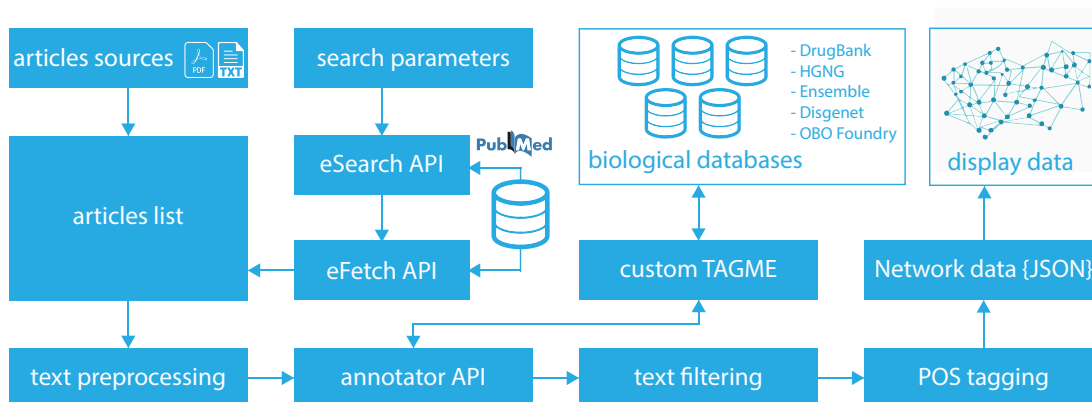 articles sources
PDF
TXT
search parameters
- DrugBank
- HGNG
- Ensemble
- Disgenet
- OBO Foundry
biological databases
display data
PubMed
eSearch API
articles list
eFetch API
custom TAGME
Network data {JSON}
text preprocessing
annotator API
text filtering
POS tagging